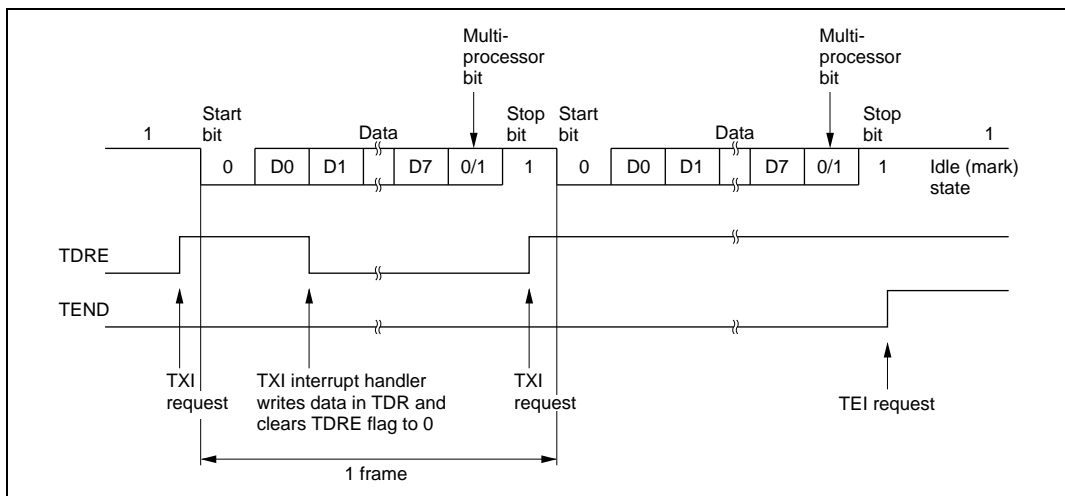 Multi-
processor
bit
Multi-
processor
bit
1
Start
bit
Data
Stop
bit
Start
bit
Data
Stop
bit
1
0 D0 D1 D7 0/1 1 0 D0 D1 D7 0/1 1
Idle (mark)
state
TDRE
TEND
TXI
request
TXI interrupt handler
writes data in TDR and
clears TDRE flag to 0
TXI
request
TEI request
1 frame